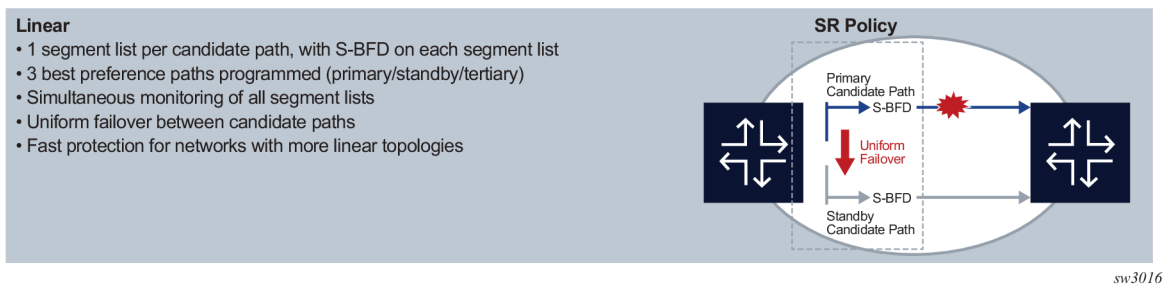 Linear
• 1 segment list per candidate path, with S-BFD on each segment list
• 3 best preference paths programmed (primary/standby/tertiary)
• Simultaneous monitoring of all segment lists
• Uniform failover between candidate paths
• Fast protection for networks with more linear topologies
SR Policy
Primary
Candidate Path
S-BFD
Uniform
Failover
S-BFD
Standby
Candidate Path
sw3016